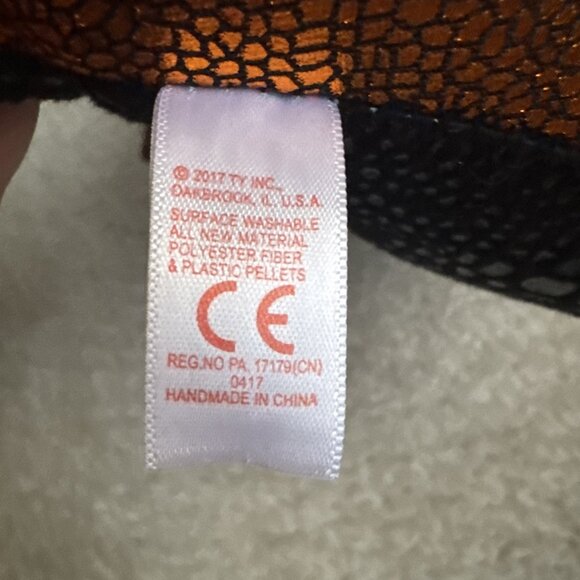 © 2017 TY INC.,
OAKBROOK, IL U.S.A.
SURFACE WASHABLE
ALL NEW MATERIAL
POLYESTER FIBER
& PLASTIC PELLETS
CE
REG.NO PA. 17179(CN)
0417
HANDMADE IN CHINA